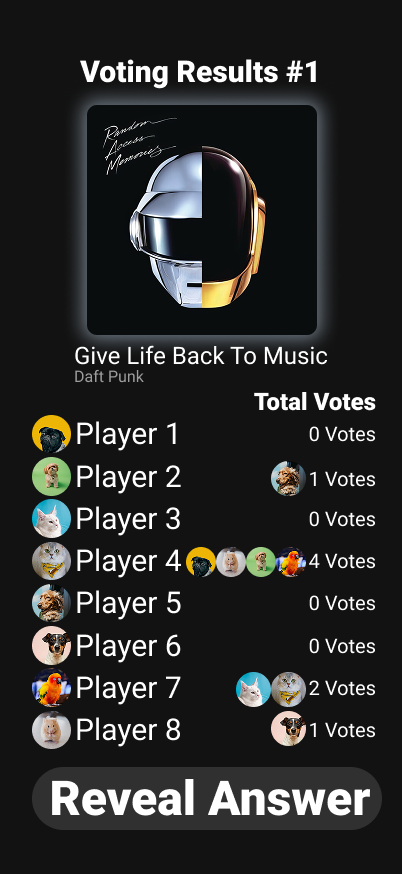 Voting Results #1
Random
Access
Memories
Give Life Back To Music
Daft Punk
Total Votes
Player 1 0 Votes
Player 2 1 Votes
Player 3 0 Votes
Player 4 4 Votes
Player 5 0 Votes
Player 6 0 Votes
Player 7 2 Votes
Player 8 1 Votes
Reveal Answer